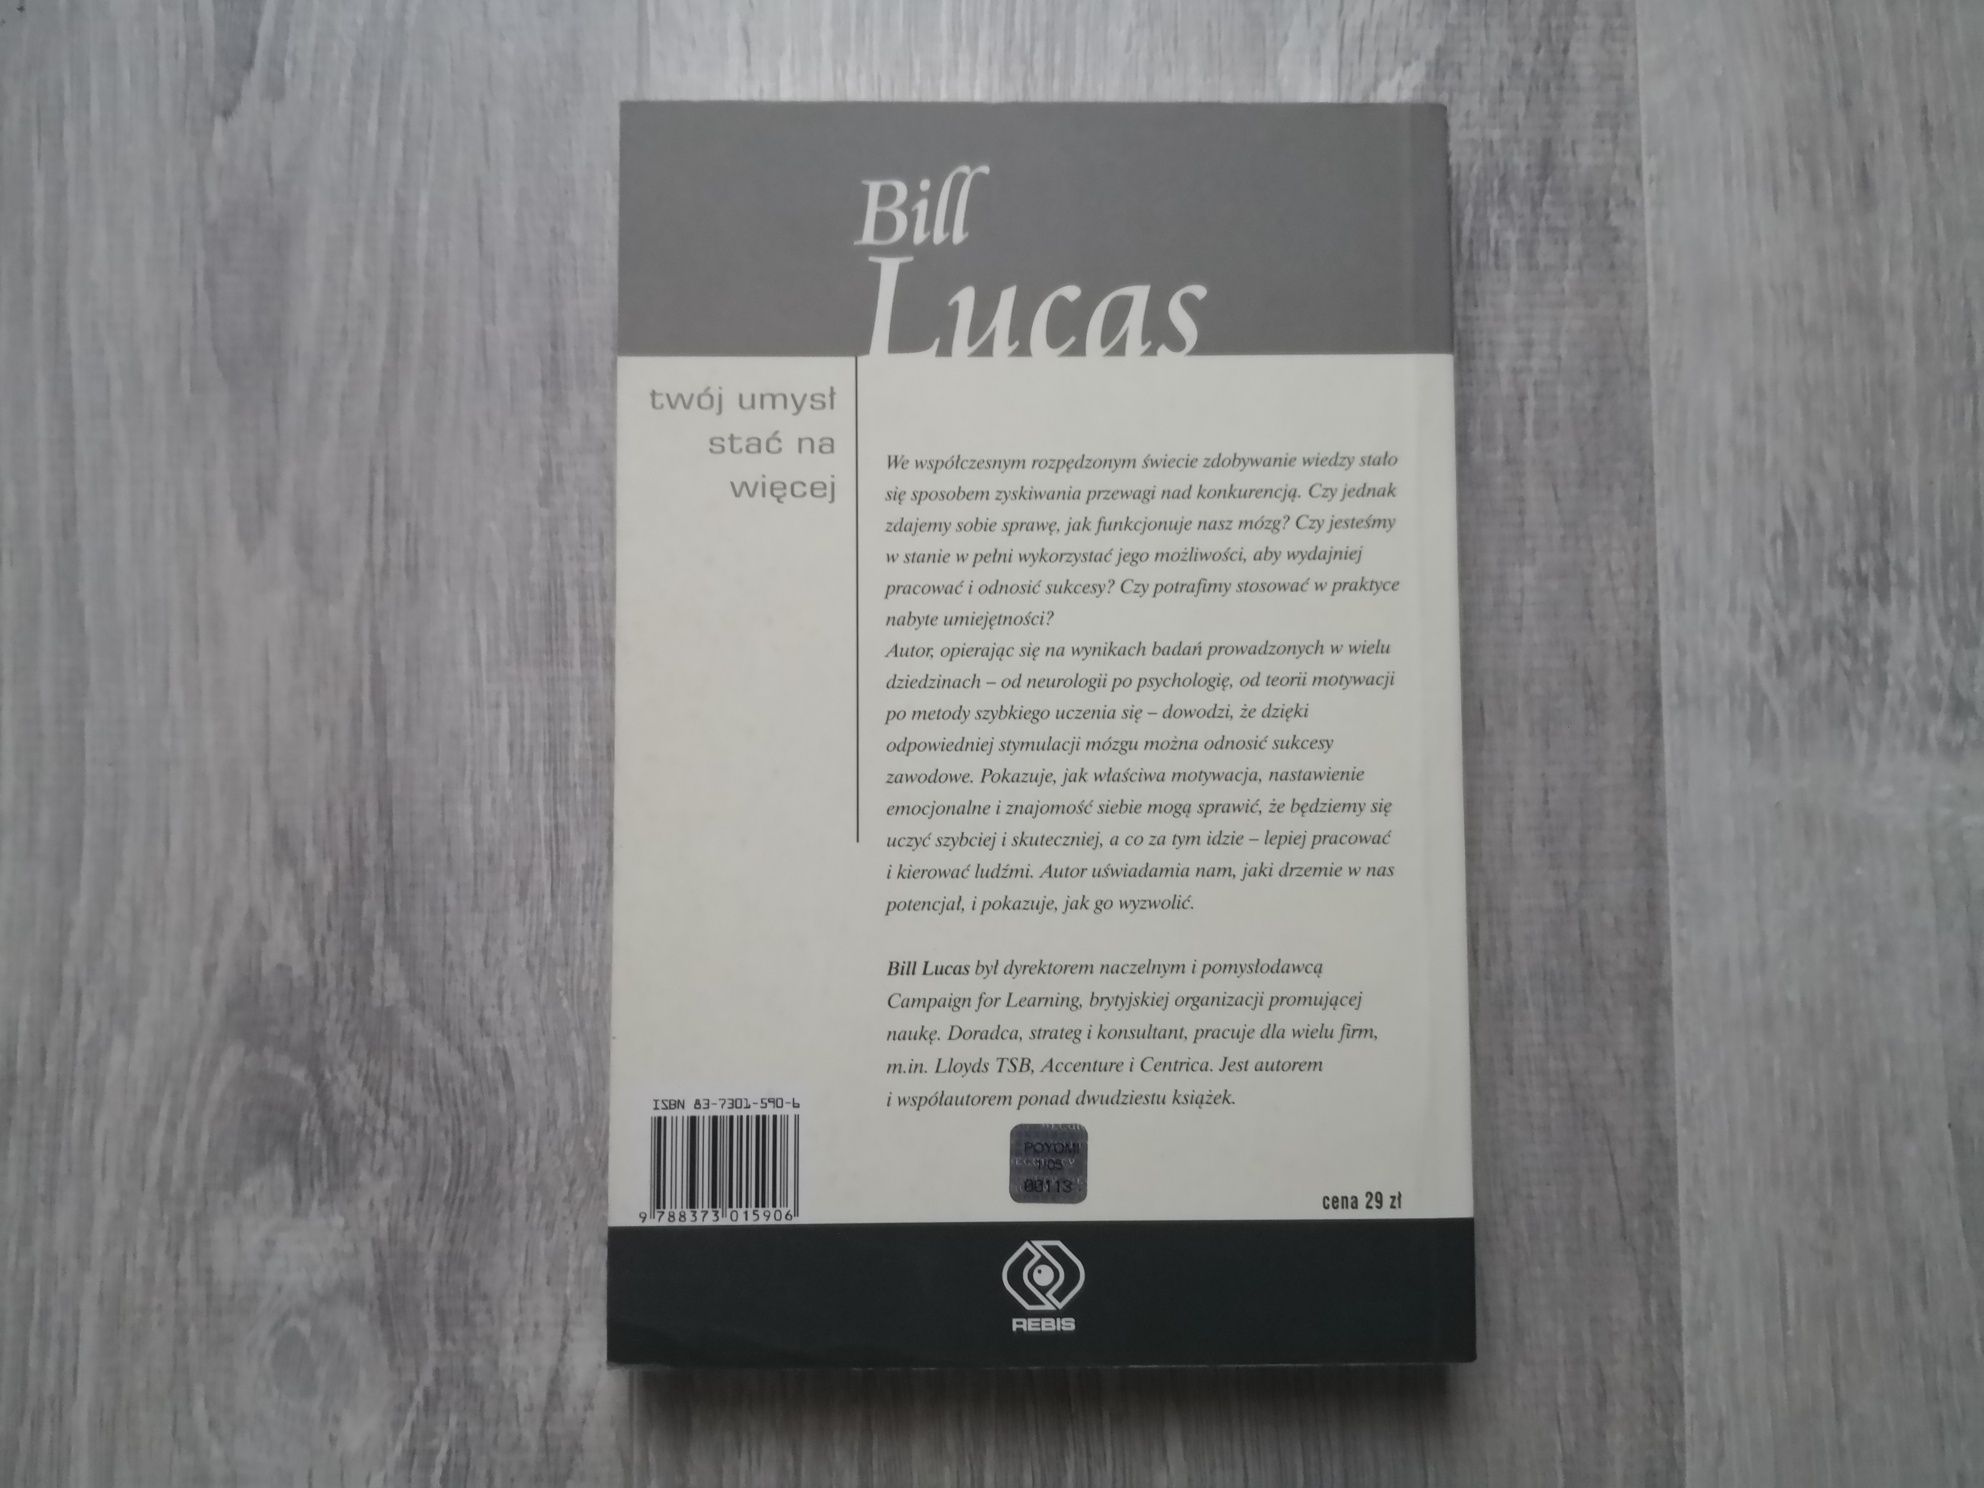 Bill
Lucas
twój umysł
stać na
więcej
We współczesnym rozpędzonym świecie zdobywanie wiedzy stało
się sposobem zyskiwania przewagi nad konkurencją. Czy jednak
zdajemy sobie sprawę, jak funkcjonuje nasz mózg? Czy jesteśmy
w stanie w pełni wykorzystać jego możliwości, aby wydajniej
pracować i odnosić sukcesy? Czy potrafimy stosować w praktyce
nabyte umiejętności?
Autor, opierając się na wynikach badań prowadzonych w wielu
dziedzinach – od neurologii po psychologię, od teorii motywacji
po metody szybkiego uczenia się – dowodzi, że dzięki
odpowiedniej stymulacji mózgu można odnosić sukcesy
zawodowe. Pokazuje, jak właściwa motywacja, nastawienie
emocjonalne i znajomość siebie mogą sprawić, że będziemy się
uczyć szybciej i skuteczniej, a co za tym idzie – lepiej pracować
i kierować ludźmi. Autor uświadamia nam, jaki drzemie w nas
potencjał, i pokazuje, jak go wyzwolić.
Bill Lucas był dyrektorem naczelnym i pomysłodawcą
Campaign for Learning, brytyjskiej organizacji promującej
naukę. Doradca, strateg i konsultant, pracuje dla wielu firm,
m.in. Lloyds TSB, Accenture i Centrica. Jest autorem
i współautorem ponad dwudziestu książek.
ISBN 83-7301-590-6
9 788373 015906
POYOMI
1/05
00113
cena 29 zł
REBIS